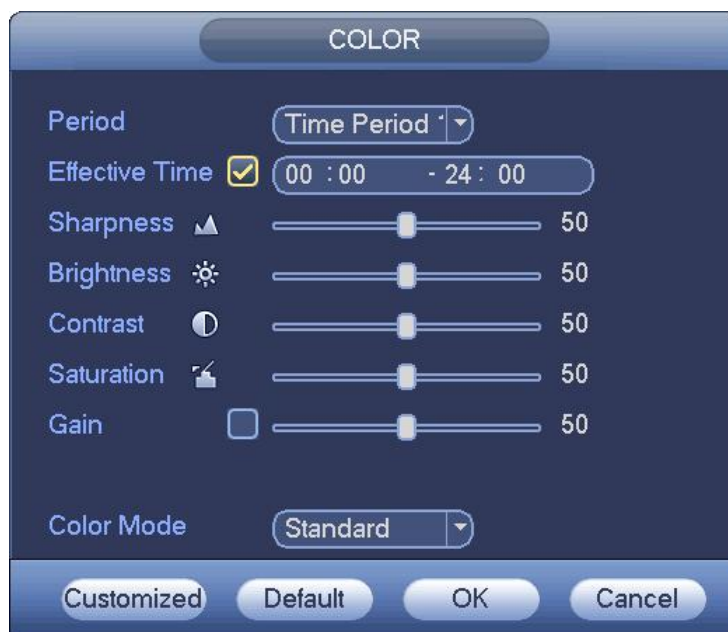 COLOR
Period Time Period
Effective Time 00 : 00 - 24 : 00
Sharpness 50
Brightness 50
Contrast 50
Saturation 50
Gain 50
Color Mode Standard
Customized Default OK Cancel